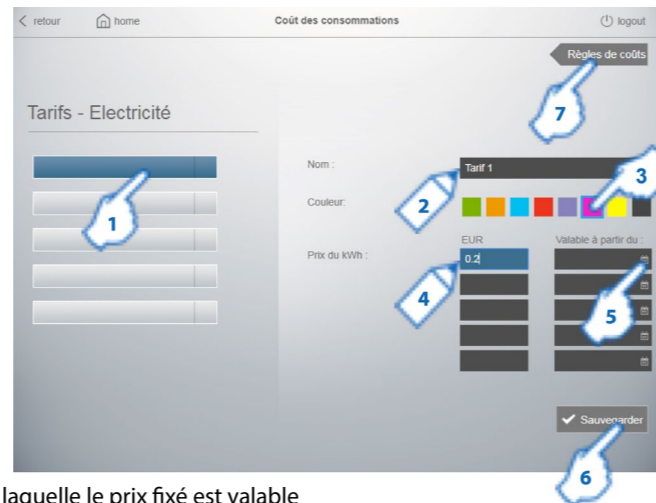 retour home Coût des consommations logout
Règles de coûts
7
Tarifs - Electricité
Nom : Tarif 1
3
1
Couleur:
2
EUR Valable à partir du :
Prix du kWh : 0.2
4
5
Sauvegarder
6
laquelle le prix fixé est valable